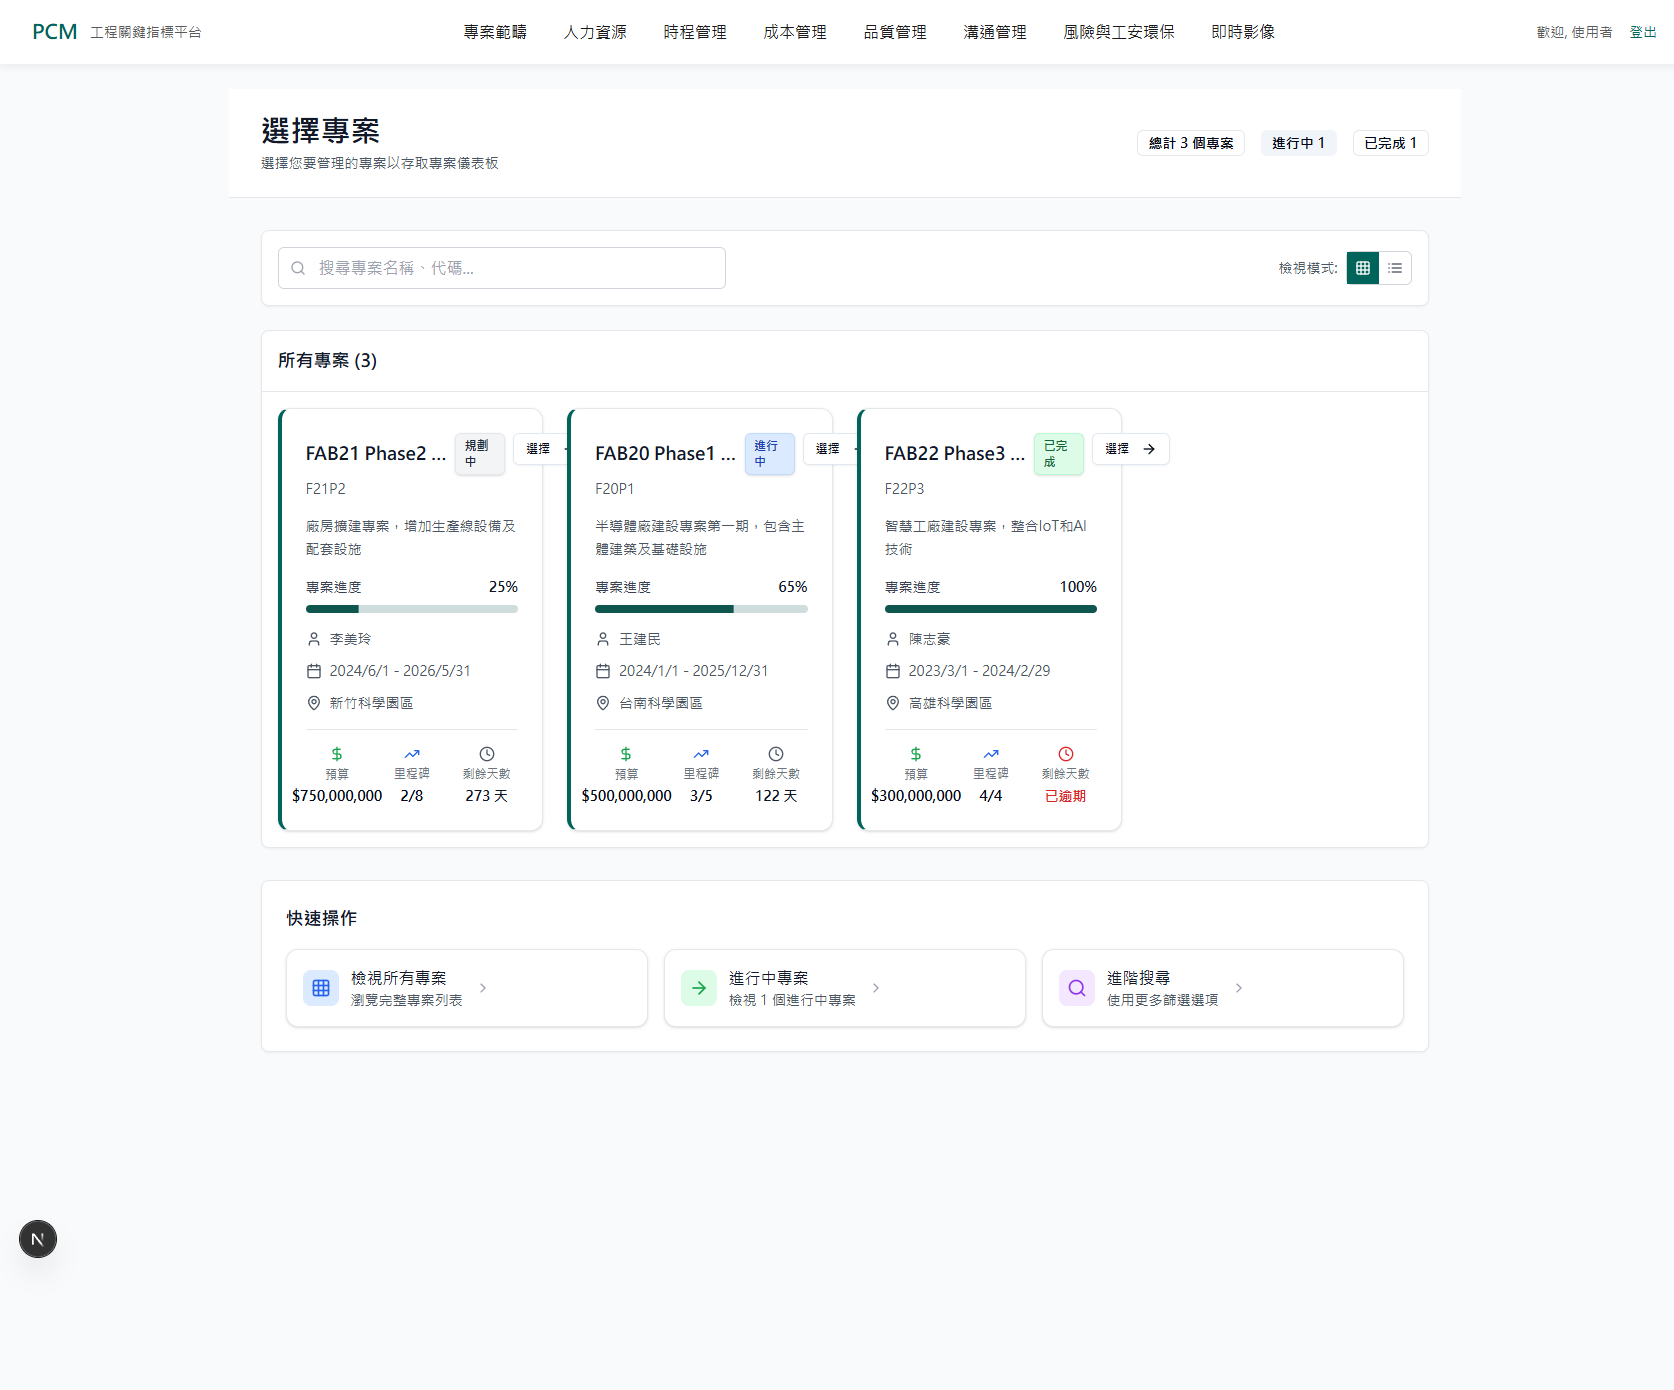 PCM 工程關鍵指標平台 專案範疇 人力資源 時程管理 成本管理 品質管理 溝通管理 風險與工安環保 即時影像 歡迎, 使用者 登出
選擇專案
選擇您要管理的專案以存取專案儀表板
總計 3 個專案 進行中 1 已完成 1
搜尋專案名稱、代碼...
檢視模式:
所有專案 (3)
FAB21 Phase2 ...
規劃
中
選擇
F21P2
廠房擴建專案，增加生產線設備及
配套設施
專案進度 25%
李美玲
2024/6/1 - 2026/5/31
新竹科學園區
預算 里程碑 剩餘天數
$750,000,000 2/8 273 天
FAB20 Phase1 ...
進行
中
選擇
F20P1
半導體廠建設專案第一期，包含主
體建築及基礎設施
專案進度 65%
王建民
2024/1/1 - 2025/12/31
台南科學園區
預算 里程碑 剩餘天數
$500,000,000 3/5 122 天
FAB22 Phase3 ...
已完
成
選擇
F22P3
智慧工廠建設專案，整合IoT和AI
技術
專案進度 100%
陳志豪
2023/3/1 - 2024/2/29
高雄科學園區
預算 里程碑 剩餘天數
$300,000,000 4/4 已逾期
快速操作
檢視所有專案
瀏覽完整專案列表
進行中專案
檢視 1 個進行中專案
進階搜尋
使用更多篩選選項
N